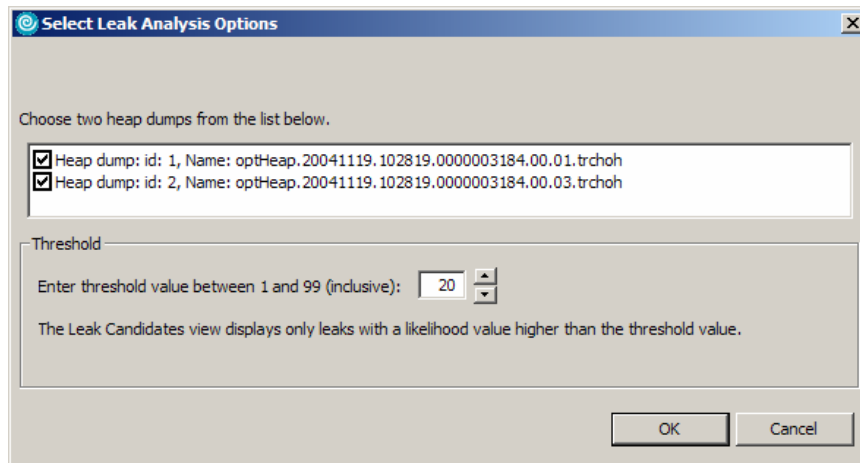 Select Leak Analysis Options
Choose two heap dumps from the list below.
Heap dump: id: 1, Name: optHeap.20041119.102819.0000003184.00.01.trchoh
Heap dump: id: 2, Name: optHeap.20041119.102819.0000003184.00.03.trchoh
Threshold
Enter threshold value between 1 and 99 (inclusive): 20
The Leak Candidates view displays only leaks with a likelihood value higher than the threshold value.
OK Cancel